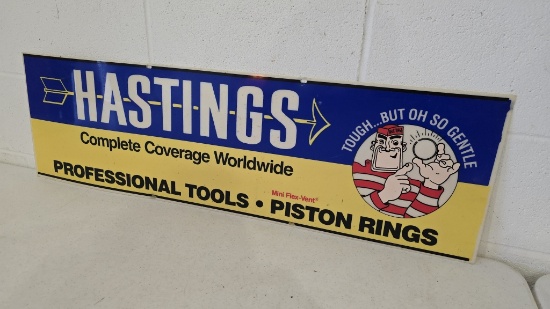 HASTINGS
Complete Coverage Worldwide
PROFESSIONAL TOOLS • PISTON RINGS
Mini Flex-Vent®
TOUGH...BUT OH SO GENTLE